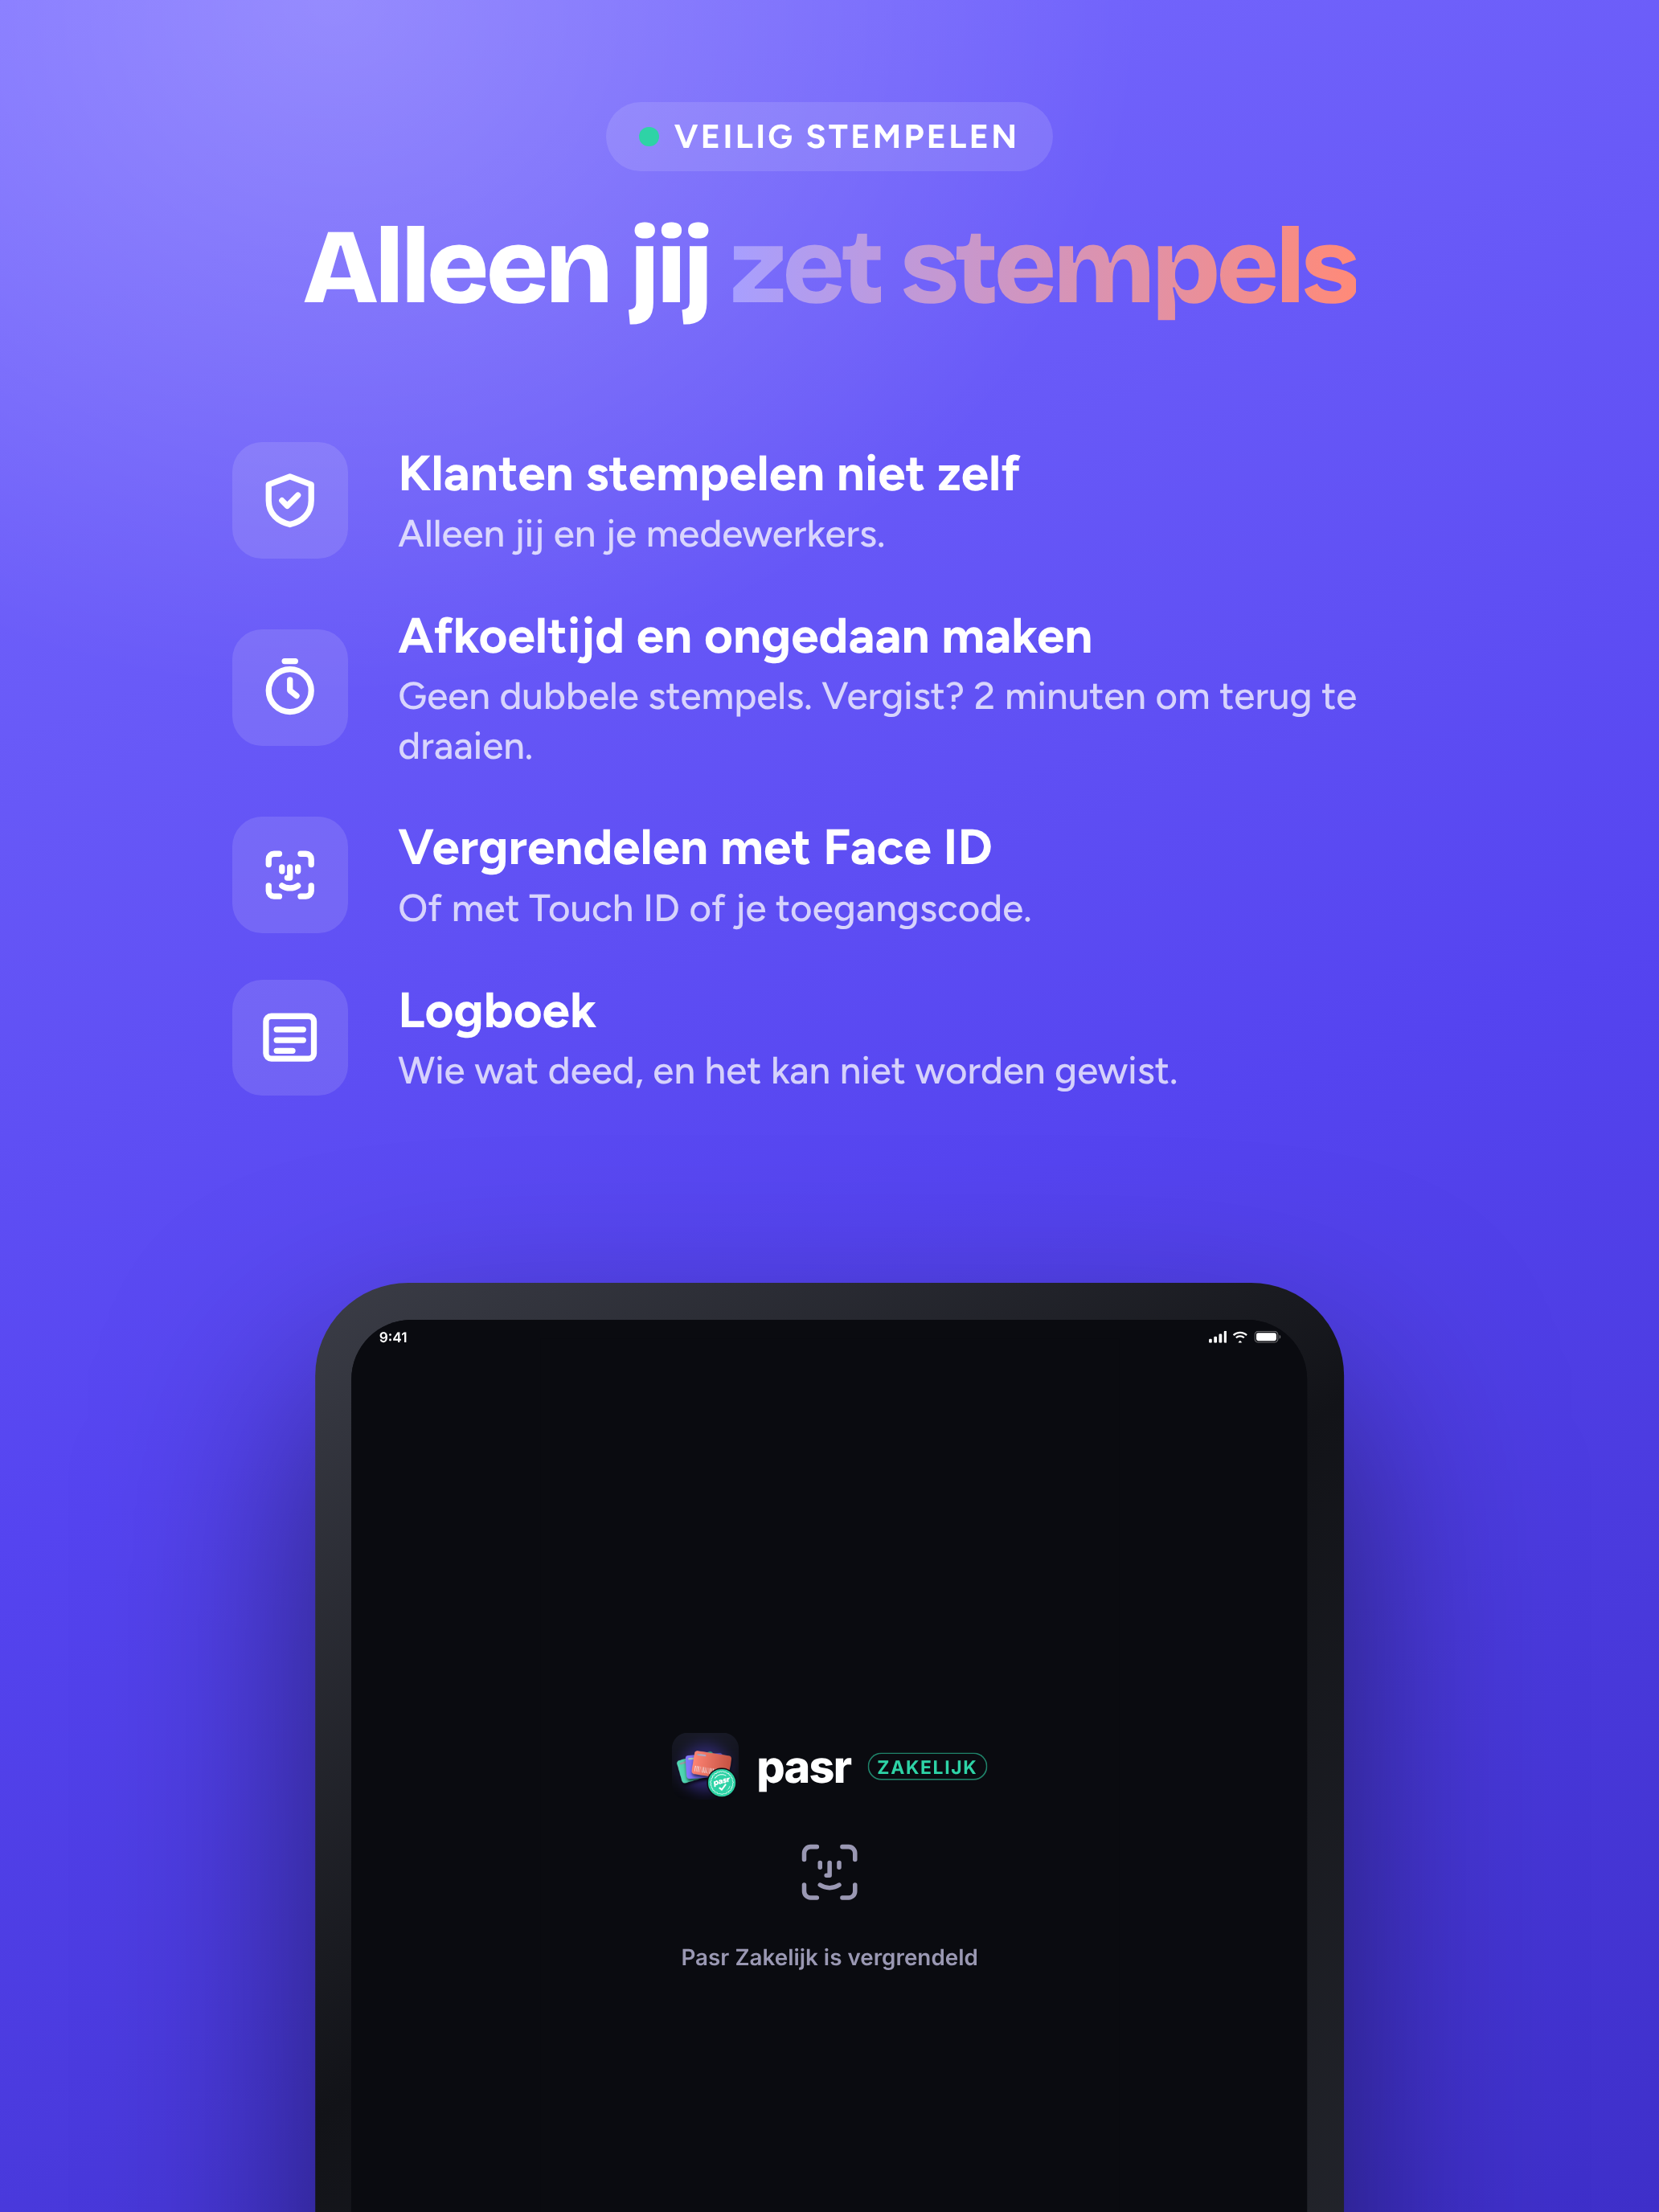 VEILIG STEMPELEN
Alleen jij zet stempels
Klanten stempelen niet zelf
Alleen jij en je medewerkers.
Afkoeltijd en ongedaan maken
Geen dubbele stempels. Vergist? 2 minuten om terug te
draaien.
Vergrendelen met Face ID
Of met Touch ID of je toegangscode.
Logboek
Wie wat deed, en het kan niet worden gewist.
9:41
pasr
pasr ZAKELIJK
Pasr Zakelijk is vergrendeld